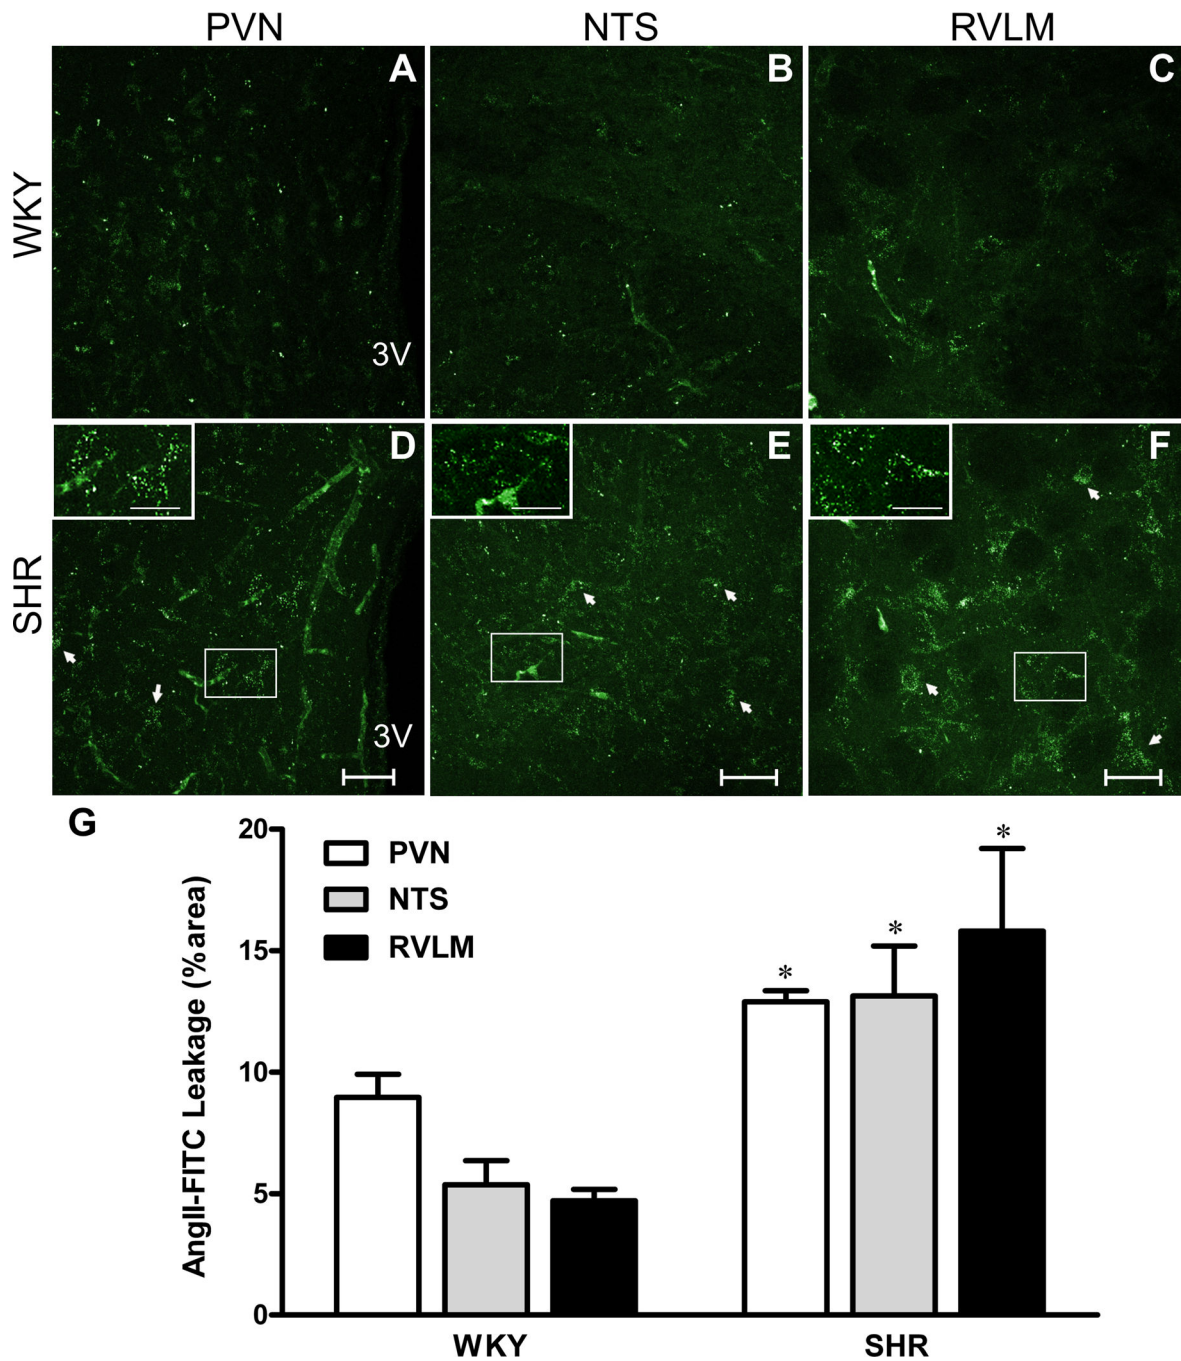 PVN NTS RVLM
WKY
A
B
C
3V
SHR
D
E
F
3V
G
AngII-FITC Leakage (%area)
20
15
10
5
0
PVN
NTS
RVLM
*
*
*
WKY SHR